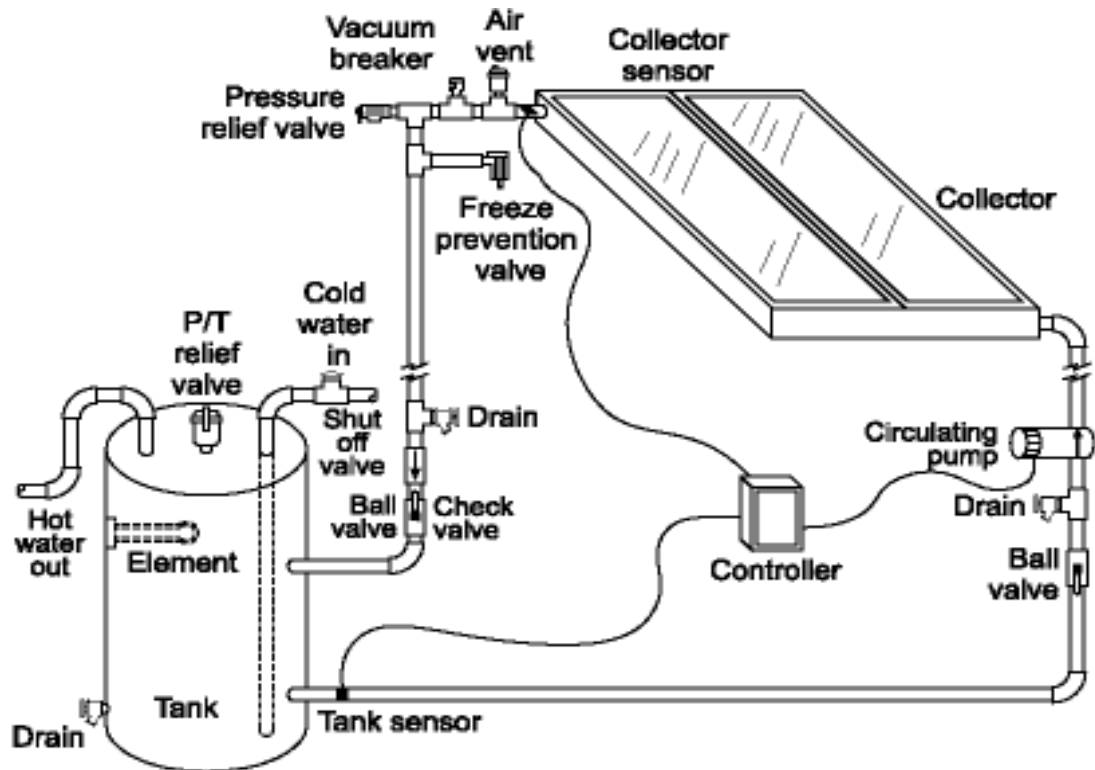 Vacuum
breaker
Air
vent
Collector
sensor
Pressure
relief valve
Freeze
prevention
valve
Collector
Cold
water
in
P/T
relief
valve
Shut
off
valve
Drain
Circulating
pump
Hot
water
out
Ball
valve
Check
valve
Drain
Element
Controller
Ball
valve
Tank
Tank sensor
Drain